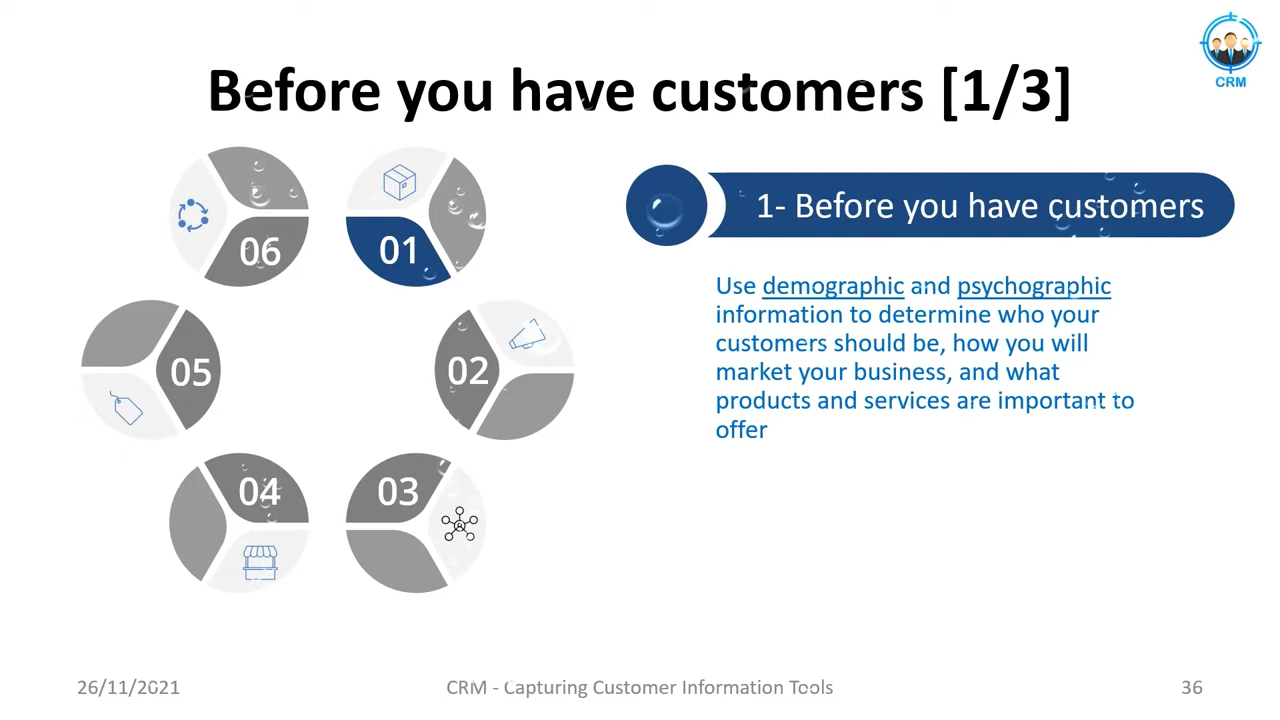 CRM
Before you have customers [1/3]
06
01
05
02
04
03
1- Before you have customers
Use demographic and psychographic
information to determine who your
customers should be, how you will
market your business, and what
products and services are important to
offer
26/11/2021
CRM - Capturing Customer Information Tools
36